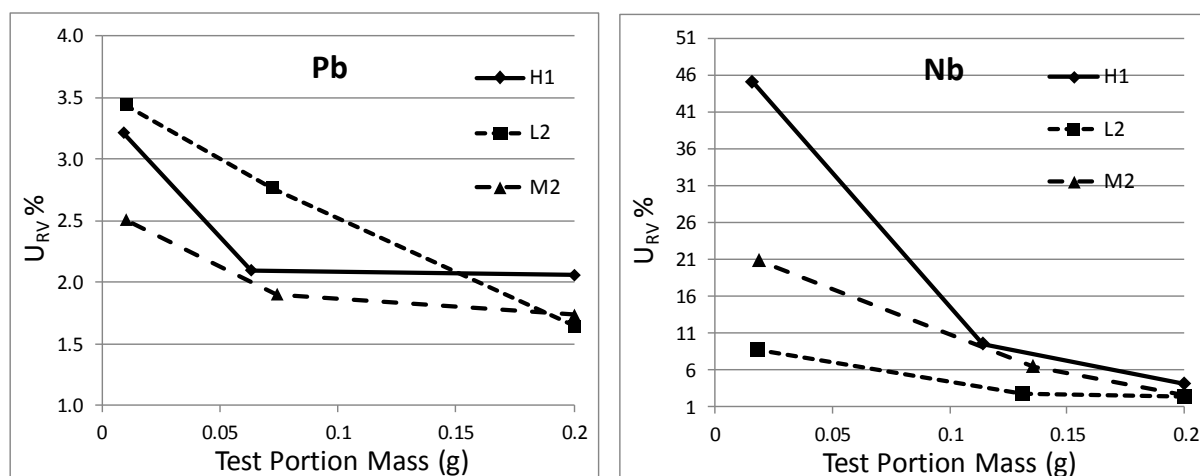 Pb
H1
L2
M2
4.0
3.5
3.0
2.5
2.0
1.5
1.0
U_RV %
0 0.05 0.1 0.15 0.2
Test Portion Mass (g)
Nb
H1
L2
M2
51
46
41
36
31
26
21
16
11
6
1
U_RV %
0 0.05 0.1 0.15 0.2
Test Portion Mass (g)